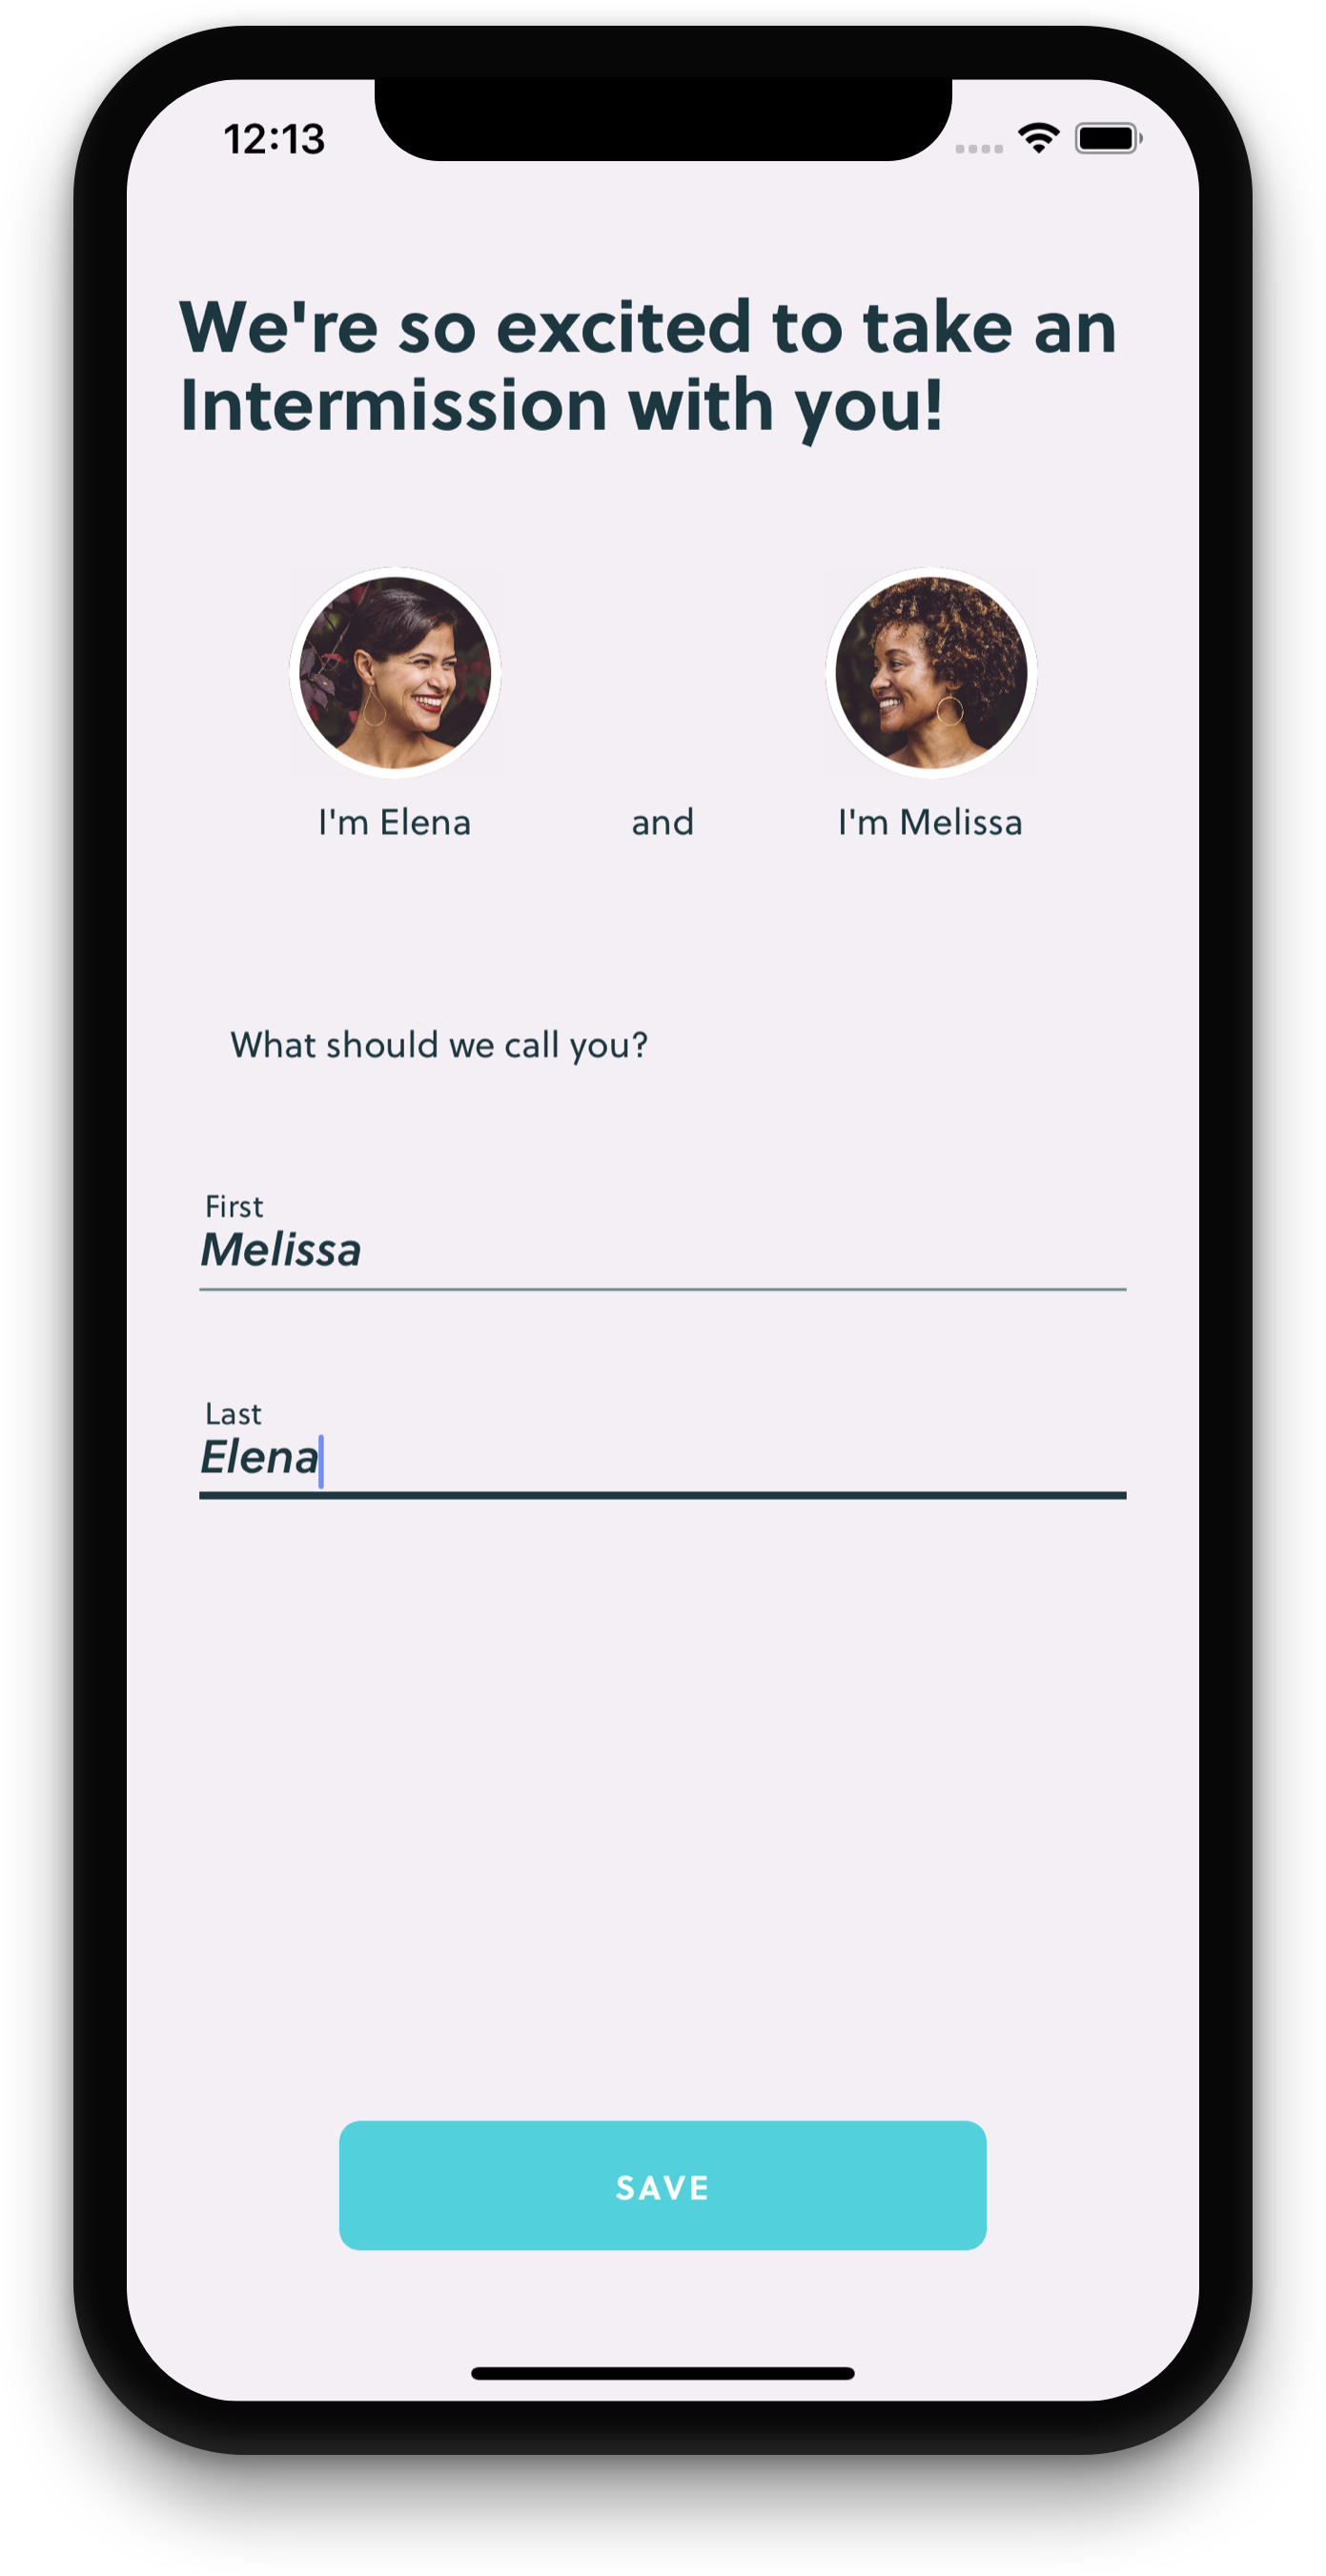 12:13
We're so excited to take an
Intermission with you!
I'm Elena and I'm Melissa
What should we call you?
First
Melissa
Last
Elena
SAVE